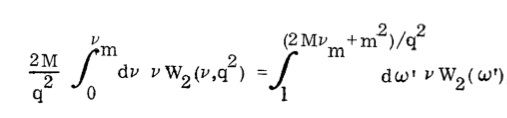 2M/q² ∫₀^{ν_m} dν ν W₂(ν,q²) = ∫₁^{(2Mν_m+m²)/q²} dω' ν W₂(ω')